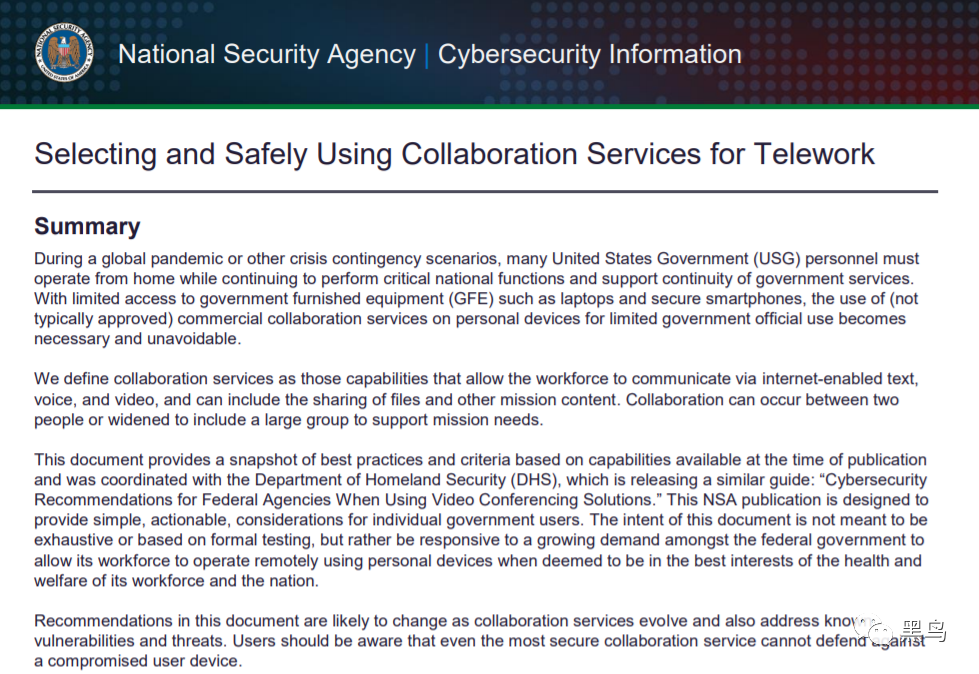 National Security Agency | Cybersecurity Information
Selecting and Safely Using Collaboration Services for Telework
Summary
During a global pandemic or other crisis contingency scenarios, many United States Government (USG) personnel must
operate from home while continuing to perform critical national functions and support continuity of government services.
With limited access to government furnished equipment (GFE) such as laptops and secure smartphones, the use of (not
typically approved) commercial collaboration services on personal devices for limited government official use becomes
necessary and unavoidable.
We define collaboration services as those capabilities that allow the workforce to communicate via internet-enabled text,
voice, and video, and can include the sharing of files and other mission content. Collaboration can occur between two
people or widened to include a large group to support mission needs.
This document provides a snapshot of best practices and criteria based on capabilities available at the time of publication
and was coordinated with the Department of Homeland Security (DHS), which is releasing a similar guide: “Cybersecurity
Recommendations for Federal Agencies When Using Video Conferencing Solutions.” This NSA publication is designed to
provide simple, actionable, considerations for individual government users. The intent of this document is not meant to be
exhaustive or based on formal testing, but rather be responsive to a growing demand amongst the federal government to
allow its workforce to operate remotely using personal devices when deemed to be in the best interests of the health and
welfare of its workforce and the nation.
Recommendations in this document are likely to change as collaboration services evolve and also address known
vulnerabilities and threats. Users should be aware that even the most secure collaboration service cannot defend against
a compromised user device.
黑鸟